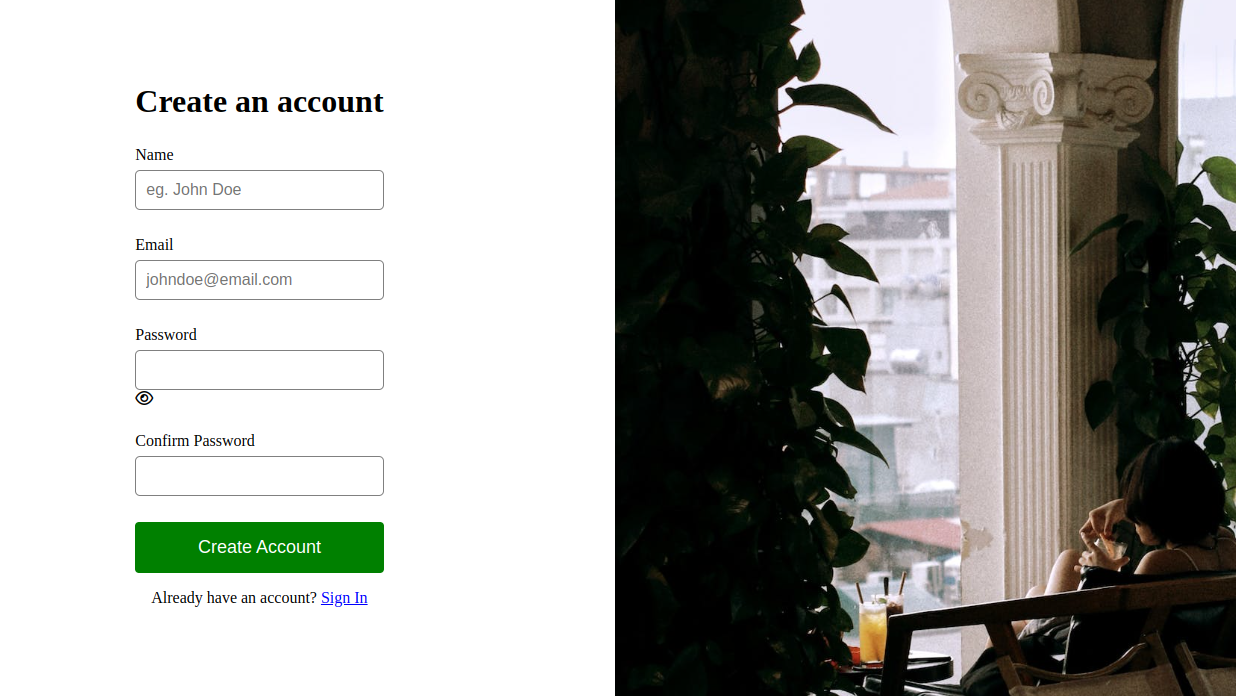 Create an account
Name
eg. John Doe
Email
johndoe@email.com
Password
Confirm Password
Create Account
Already have an account? Sign In